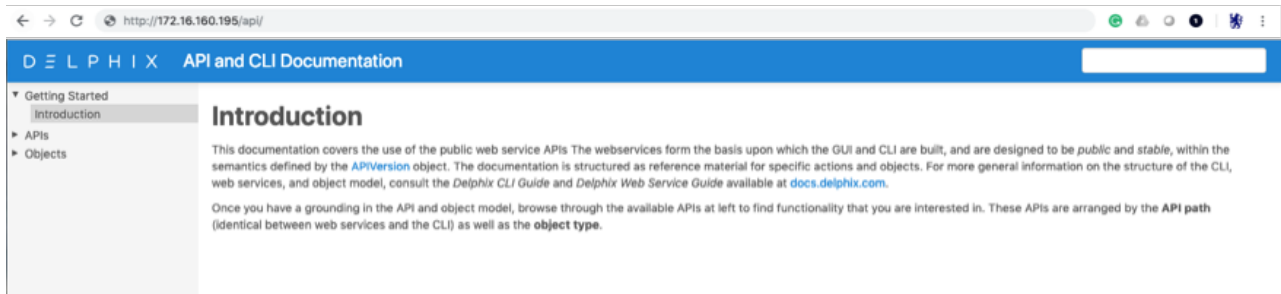 http://172.16.160.195/api/
DELPHIX API and CLI Documentation
Getting Started
Introduction
APIs
Objects
Introduction
This documentation covers the use of the public web service APIs The webservices form the basis upon which the GUI and CLI are built, and are designed to be public and stable, within the
semantics defined by the APIVersion object. The documentation is structured as reference material for specific actions and objects. For more general information on the structure of the CLI,
web services, and object model, consult the Delphix CLI Guide and Delphix Web Service Guide available at docs.delphix.com.
Once you have a grounding in the API and object model, browse through the available APIs at left to find functionality that you are interested in. These APIs are arranged by the API path
(identical between web services and the CLI) as well as the object type.